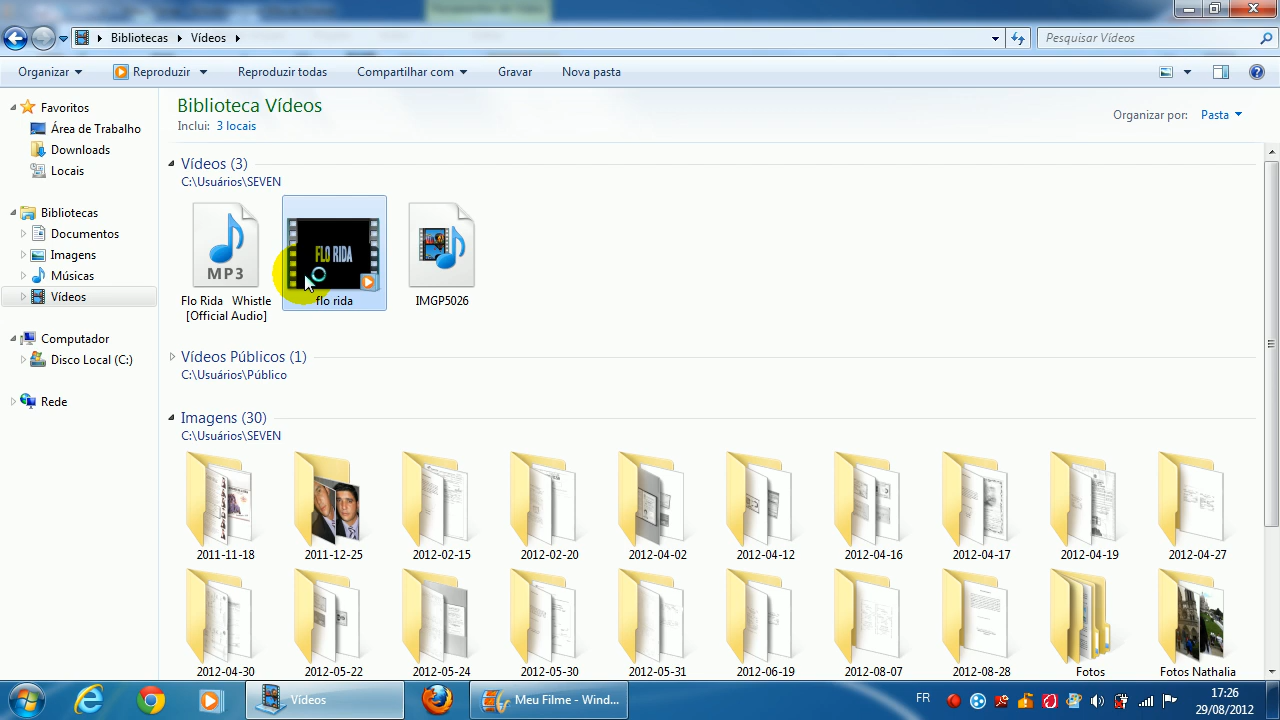 Bibliotecas
Vídeos
Pesquisar Vídeos
Organizar
Reproduzir
Reproduzir todas
Compartilhar com
Gravar
Nova pasta
Favoritos
Área de Trabalho
Downloads
Locais
Bibliotecas
Documentos
Imagens
Músicas
Vídeos
Computador
Disco Local (C:)
Rede
Biblioteca Vídeos
Inclui: 3 locais
Organizar por: Pasta
Vídeos (3)
C:\Usuários\SEVEN
MP3
FLO RIDA
Flo Rida Whistle
[Official Audio]
flo rida
IMGP5026
Vídeos Públicos (1)
C:\Usuários\Público
Imagens (30)
C:\Usuários\SEVEN
2011-11-18
2011-12-25
2012-02-15
2012-02-20
2012-04-02
2012-04-12
2012-04-16
2012-04-17
2012-04-19
2012-04-27
2012-04-30
2012-05-22
2012-05-24
2012-05-30
2012-05-31
2012-06-19
2012-08-07
2012-08-28
Fotos
Fotos Nathalia
Vídeos
Meu Filme - Wind...
FR
17:26
29/08/2012